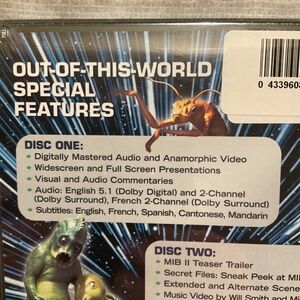 OUT-OF-THIS-WORLD
SPECIAL
FEATURES
0 4339608
DISC ONE:
• Digitally Mastered Audio and Anamorphic Video
• Widescreen and Full Screen Presentations
• Visual and Audio Commentaries
• Audio: English 5.1 (Dolby Digital) and 2-Channel
(Dolby Surround), French 2-Channel (Dolby Surround)
• Subtitles: English, French, Spanish, Cantonese, Mandarin
DISC TWO:
• MIB II Teaser Trailer
• Secret Files: Sneak Peek at MI
• Extended and Alternate Scene
• Music Video by Will Smith and Mi